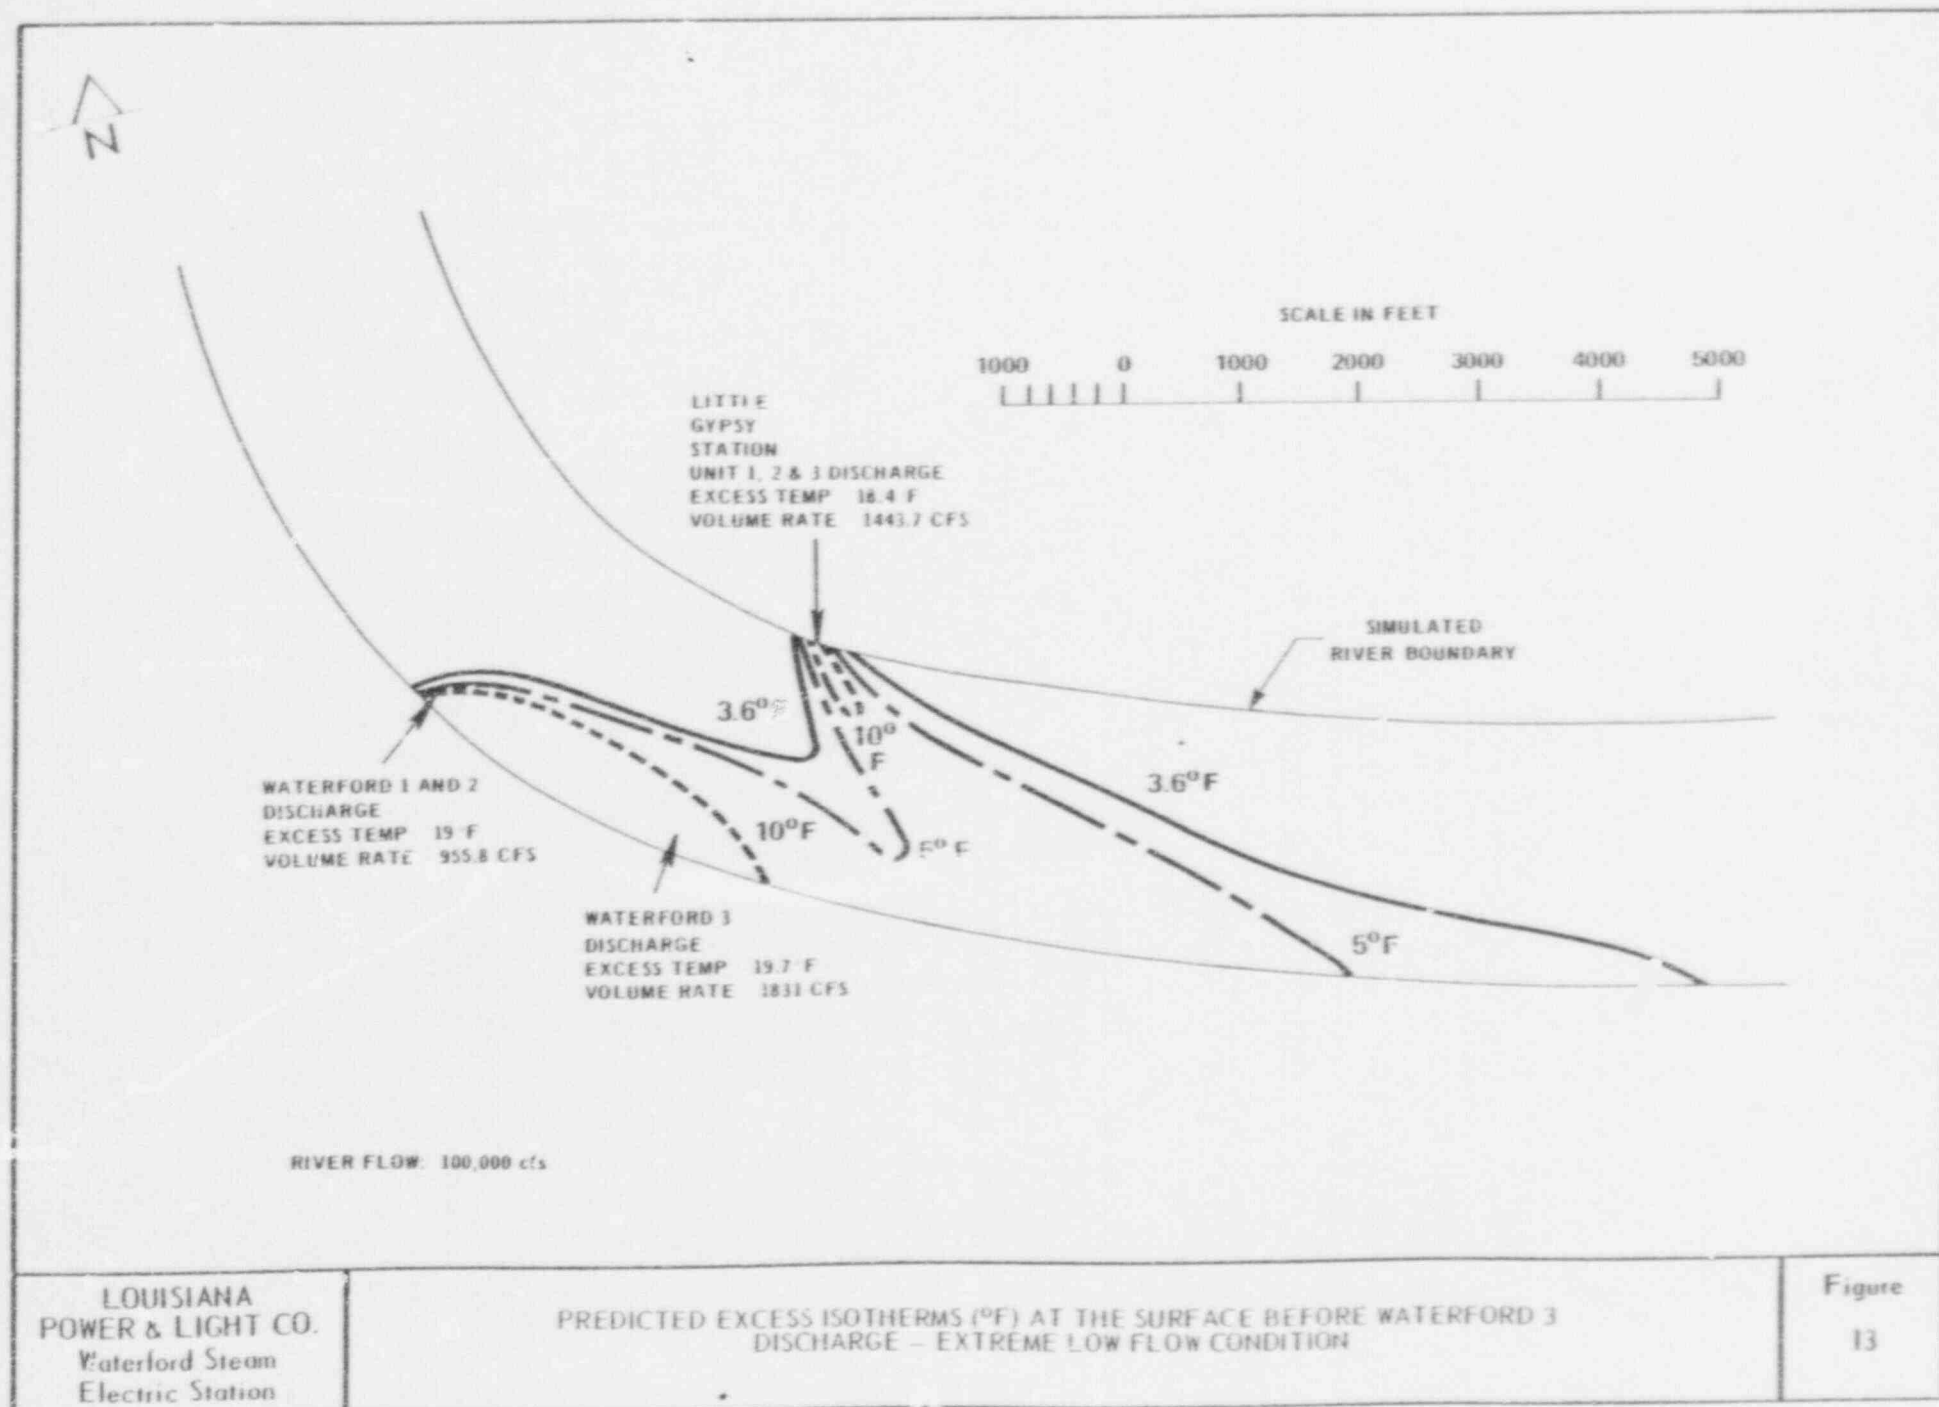 N
SCALE IN FEET
1000 0 1000 2000 3000 4000 5000
LITTLE
GYPSY
STATION
UNIT 1, 2 & 3 DISCHARGE
EXCESS TEMP 18.4 F
VOLUME RATE 1443.7 CFS
SIMULATED
RIVER BOUNDARY
3.6°F
10°
F
3.6°F
WATERFORD 1 AND 2
DISCHARGE
EXCESS TEMP 19 F
VOLUME RATE 955.8 CFS
10°F
5° F
5°F
WATERFORD 3
DISCHARGE
EXCESS TEMP 19.7 F
VOLUME RATE 1831 CFS
RIVER FLOW: 100,000 cfs
LOUISIANA
POWER & LIGHT CO.
Waterford Steam
Electric Station
PREDICTED EXCESS ISOTHERMS (°F) AT THE SURFACE BEFORE WATERFORD 3
DISCHARGE – EXTREME LOW FLOW CONDITION
Figure
13